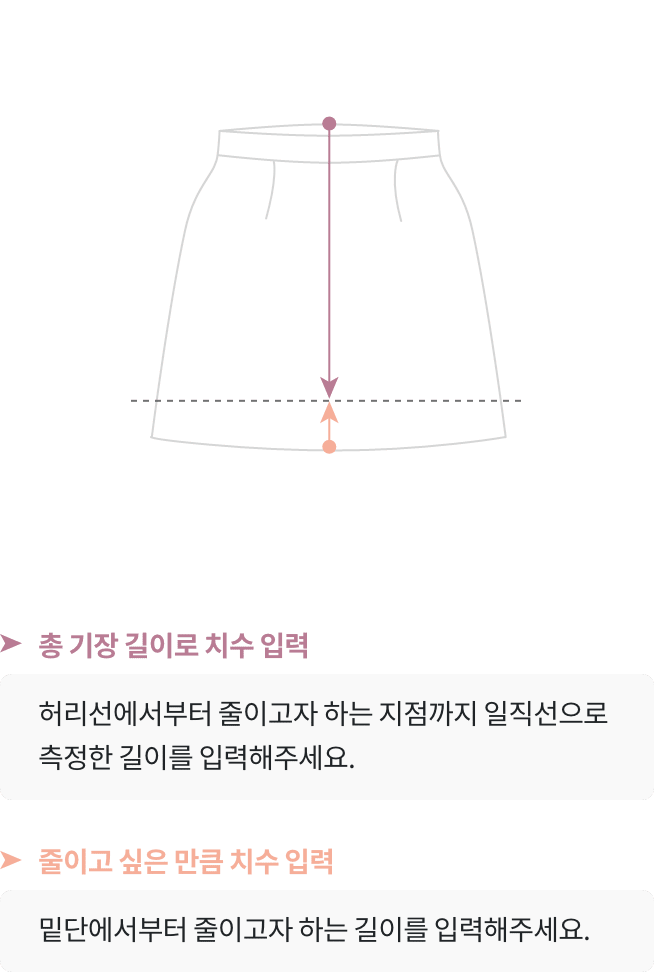 총 기장 길이로 치수 입력
허리선에서부터 줄이고자 하는 지점까지 일직선으로
측정한 길이를 입력해주세요.
줄이고 싶은 만큼 치수 입력
밑단에서부터 줄이고자 하는 길이를 입력해주세요.